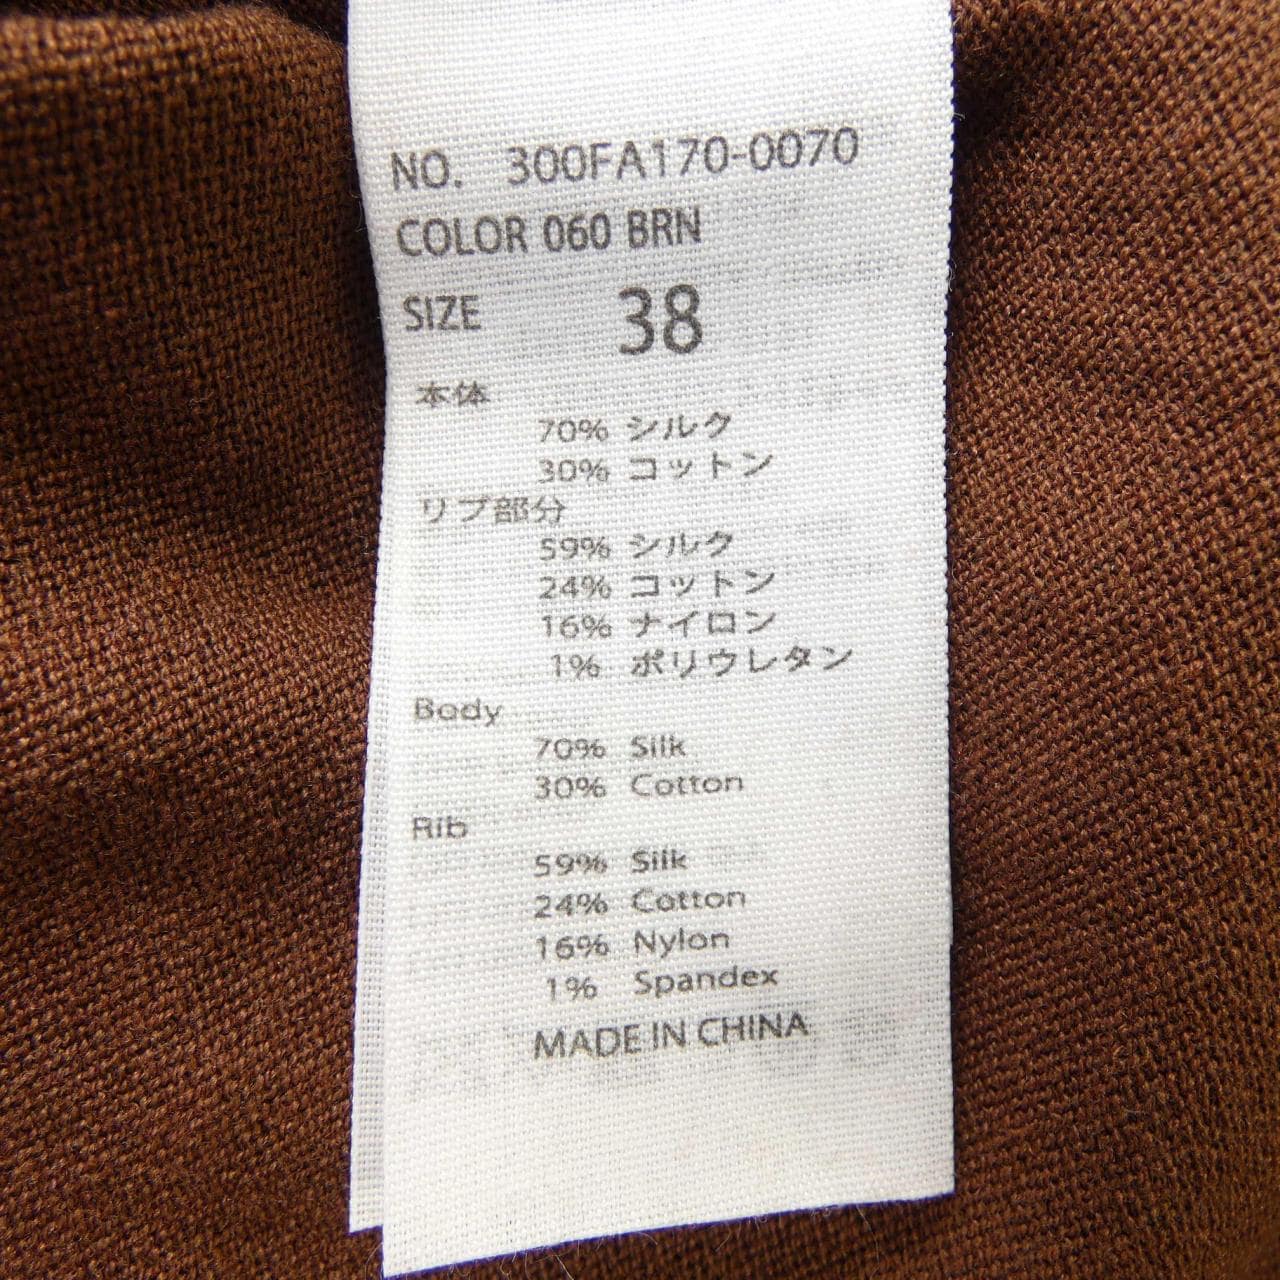 NO. 300FA170-0070
COLOR 060 BRN
SIZE 38
本体
70% シルク
30% コットン
リブ部分
59% シルク
24% コットン
16% ナイロン
1% ポリウレタン
Body
70% Silk
30% Cotton
Rib
59% Silk
24% Cotton
16% Nylon
1% Spandex
MADE IN CHINA